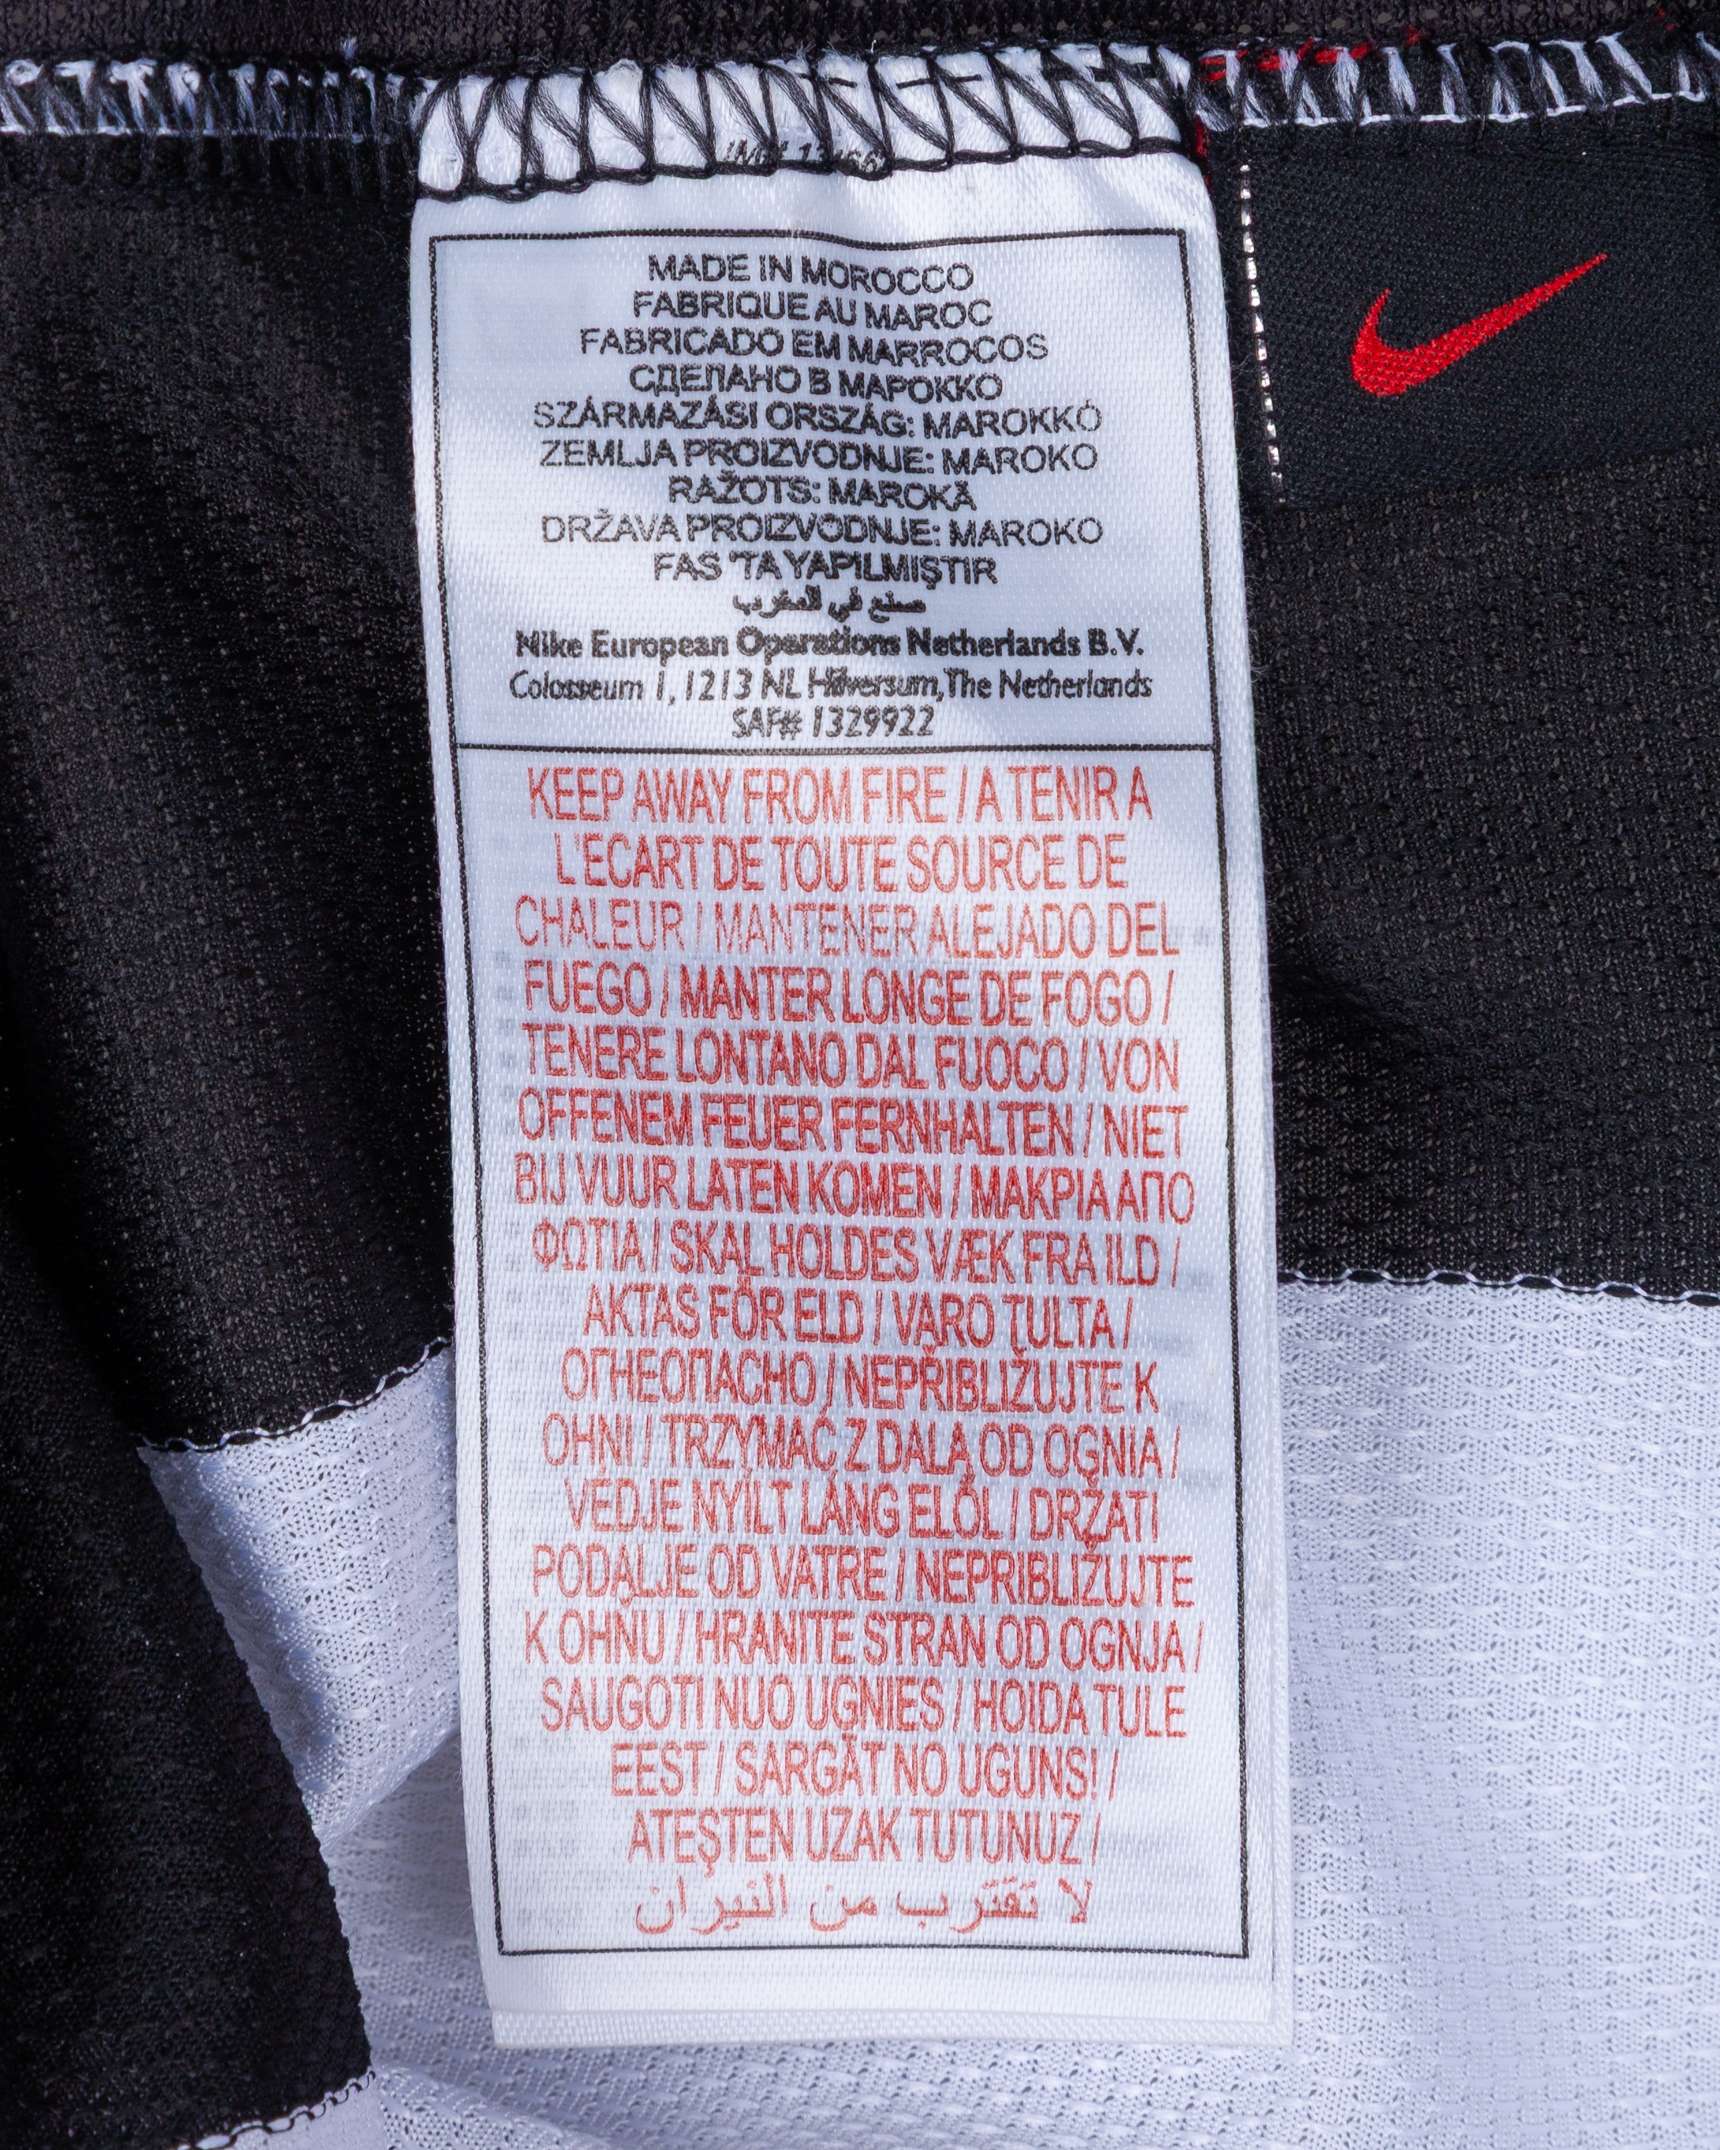 MADE IN MOROCCO
FABRIQUE AU MAROC
FABRICADO EM MARROCOS
СДЕЛАНО В МАРОККО
SZÁRMAZÁSI ORSZÁG: MAROKKÓ
ZEMLJA PROIZVODNJE: MAROKO
RAŽOTS: MAROKĀ
DRŽAVA PROIZVODNJE: MAROKO
FAS 'TA YAPILMIŞTIR
صنع في المغرب
Nike European Operations Netherlands B.V.
Colosseum 1, 1213 NL Hilversum, The Netherlands
SAF# 1329922
KEEP AWAY FROM FIRE / A TENIR A
L'ECART DE TOUTE SOURCE DE
CHALEUR / MANTENER ALEJADO DEL
FUEGO / MANTER LONGE DE FOGO /
TENERE LONTANO DAL FUOCO / VON
OFFENEM FEUER FERNHALTEN / NIET
BIJ VUUR LATEN KOMEN / ΜΑΚΡΙΑ ΑΠΟ
ΦΩΤΙΑ / SKAL HOLDES VÆK FRA ILD /
AKTAS FÖR ELD / VARO TULTA /
ОГНЕОПАСНО / NEPŘIBLIŽUJTE K
OHNI / TRZYMAĆ Z DALA OD OGNIA /
VÉDJE NYÍLT LÁNG ELŐL / DRŽATI
PODALJE OD VATRE / NEPRIBLIŽUJTE
K OHŇU / HRANITE STRAN OD OGNJA /
SAUGOTI NUO UGNIES / HOIDA TULE
EEST / SARGĀT NO UGUNS! /
ATEŞTEN UZAK TUTUNUZ /
لا تقترب من النيران